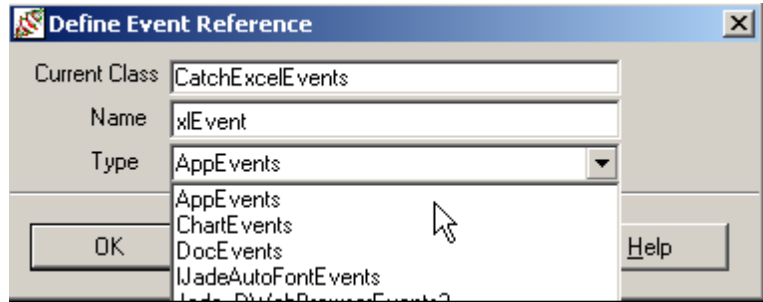 Define Event Reference
Current Class CatchExcelEvents
Name xlEvent
Type AppEvents
AppEvents
ChartEvents
DocEvents
OK Help
IJadeAutoFontEvents